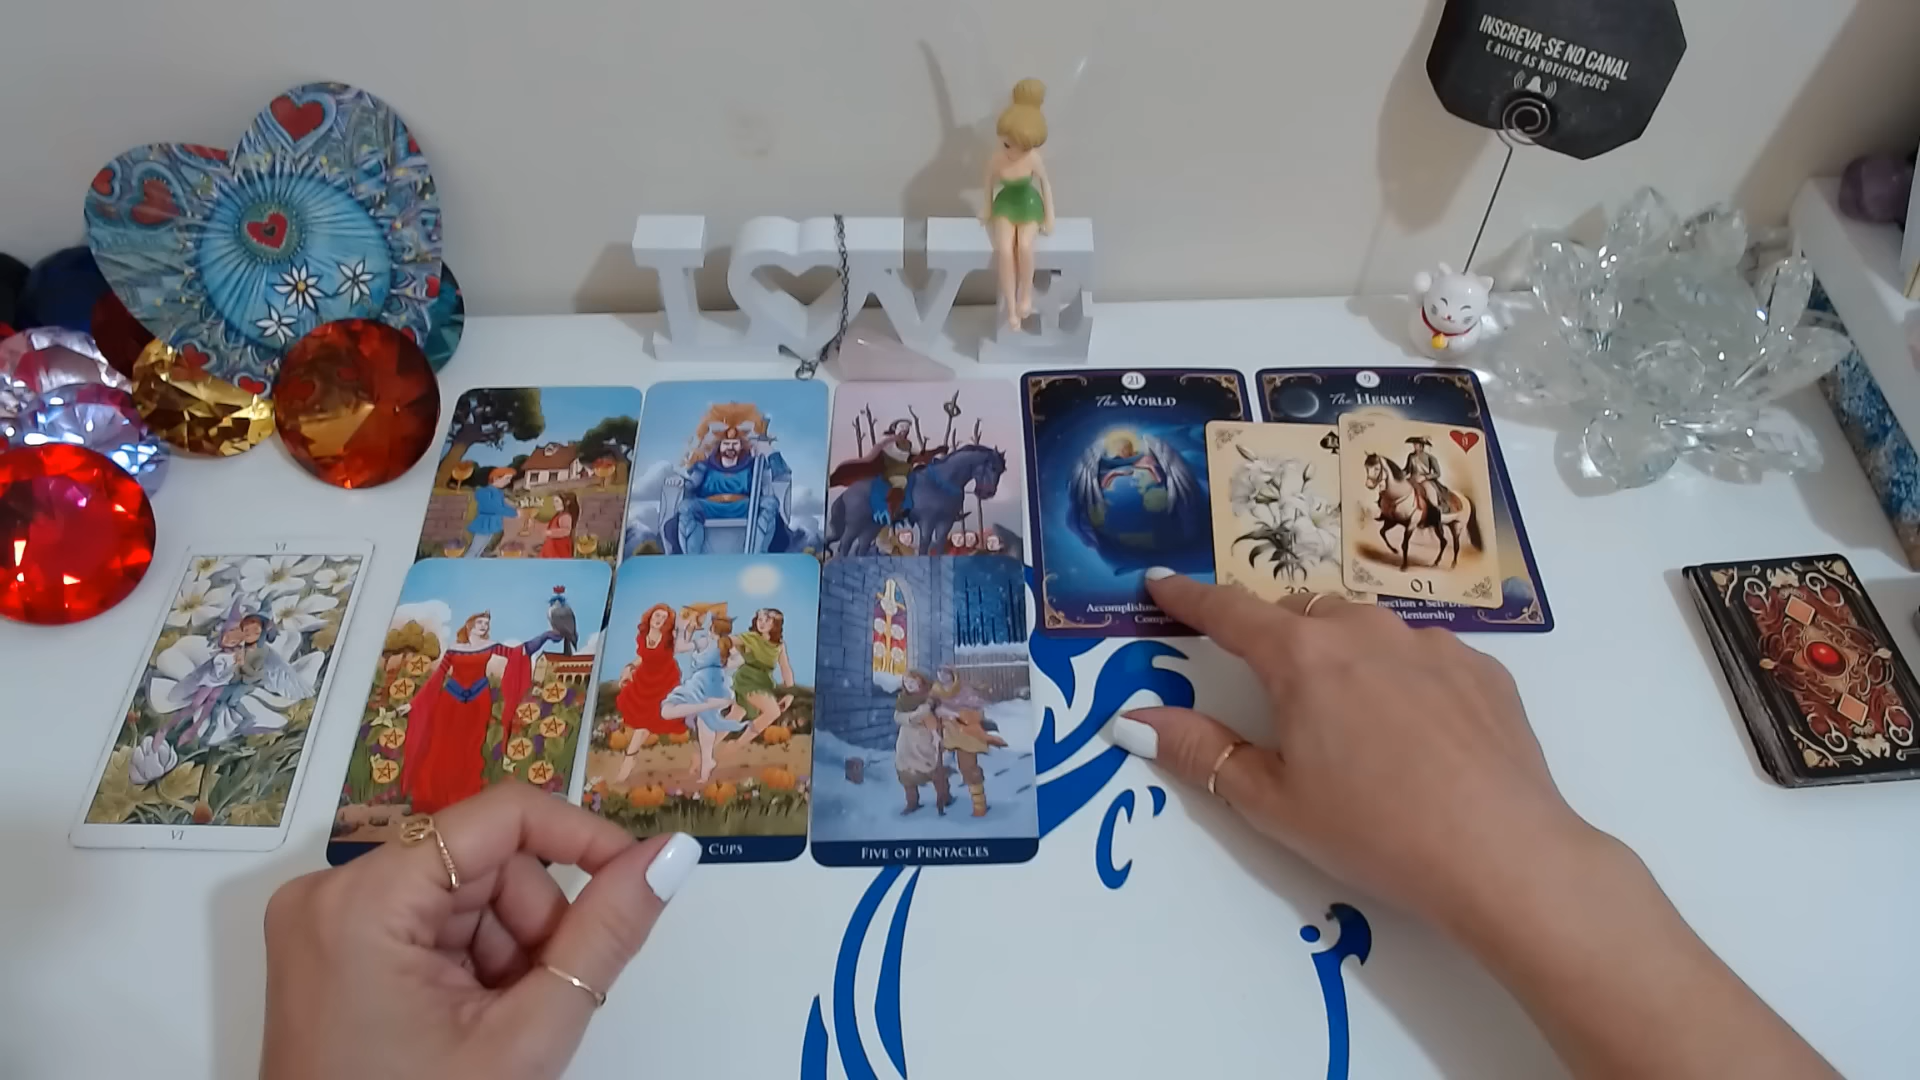 INSCREVA-SE NO CANAL
E ATIVE AS NOTIFICAÇÕES
21
The WORLD
9
The HERMIT
01
VI
VI
CUPS
FIVE OF PENTACLES
Mentorship